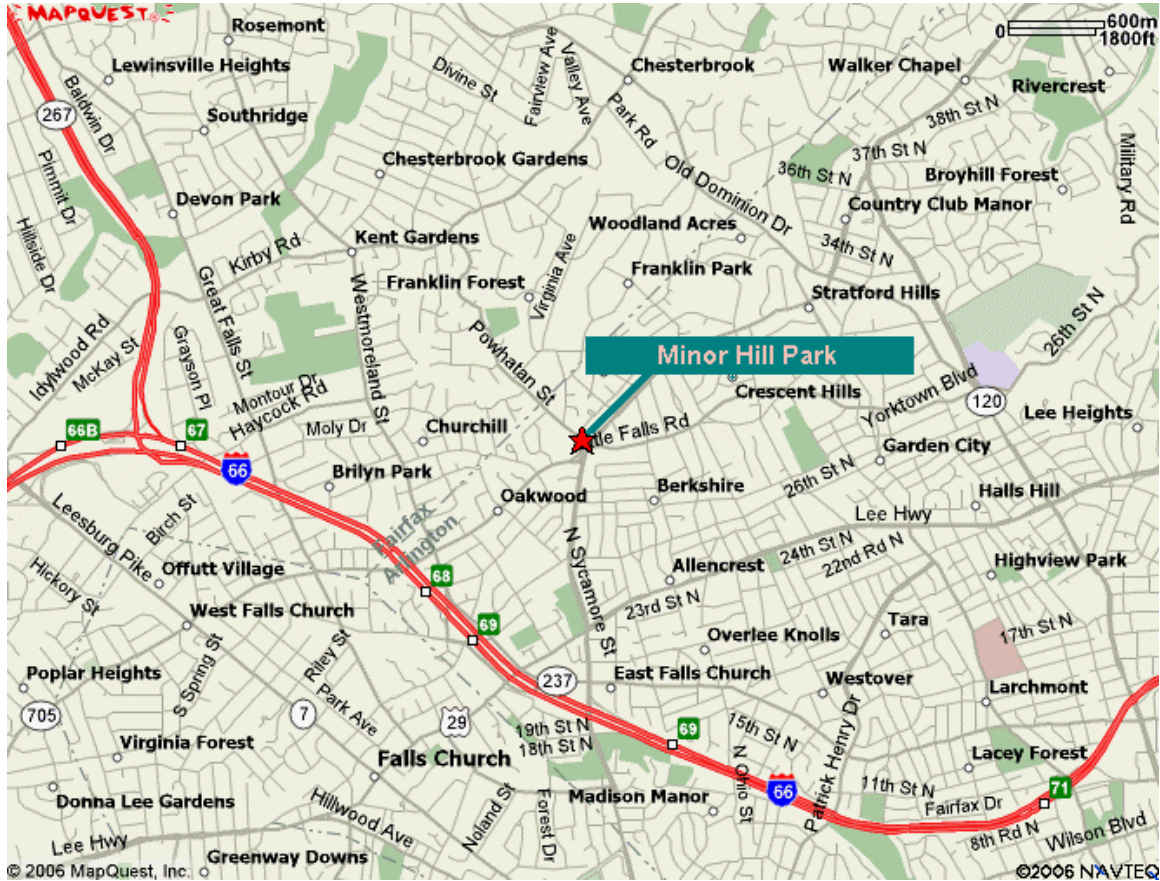 MAPQUEST
Rosemont
Fairview Ave
Valley Ave
0
600m
1800ft
Lewinsville Heights
Baldwin Dr
Divine St
Chesterbrook
Walker Chapel
Rivercrest
267
Southridge
Park Rd
38th St N
37th St N
Military Rd
Pimmit Dr
Chesterbrook Gardens
Old Dominion Dr
36th St N
Broyhill Forest
Devon Park
Hillside Dr
Kirby Rd
Kent Gardens
Woodland Acres
Country Club Manor
34th St N
Great Falls St
Westmoreland St
Franklin Forest
Virginia Ave
Franklin Park
Stratford Hills
26th St N
Idylwood Rd
McKay St
Grayson Pl
Powhatan St
Minor Hill Park
Montour Dr
Haycock Rd
Crescent Hills
Yorktown Blvd
120
Lee Heights
66B
67
Moly Dr
Churchill
Falls Rd
Garden City
66
Brilyn Park
Oakwood
Berkshire
26th St N
Halls Hill
Leesburg Pike
Birch St
Fairfax
Arlington
N Sycamore St
Lee Hwy
Hickory St
Offutt Village
68
Allencrest
24th St N
22nd Rd N
Highview Park
West Falls Church
69
23rd St N
Overlee Knolls
Tara
17th St N
Poplar Heights
S Spring St
Riley St
237
East Falls Church
Westover
Larchmont
705
7
Park Ave
29
19th St N
18th St N
69
15th St N
Patrick Henry Dr
Virginia Forest
Falls Church
N Ohio St
Lacey Forest
Donna Lee Gardens
Hillwood Ave
Noland St
Forest Dr
Madison Manor
66
11th St N
Fairfax Dr
71
Lee Hwy
8th Rd N
Wilson Blvd
Greenway Downs
© 2006 MapQuest, Inc.
©2006 NAVTEQ